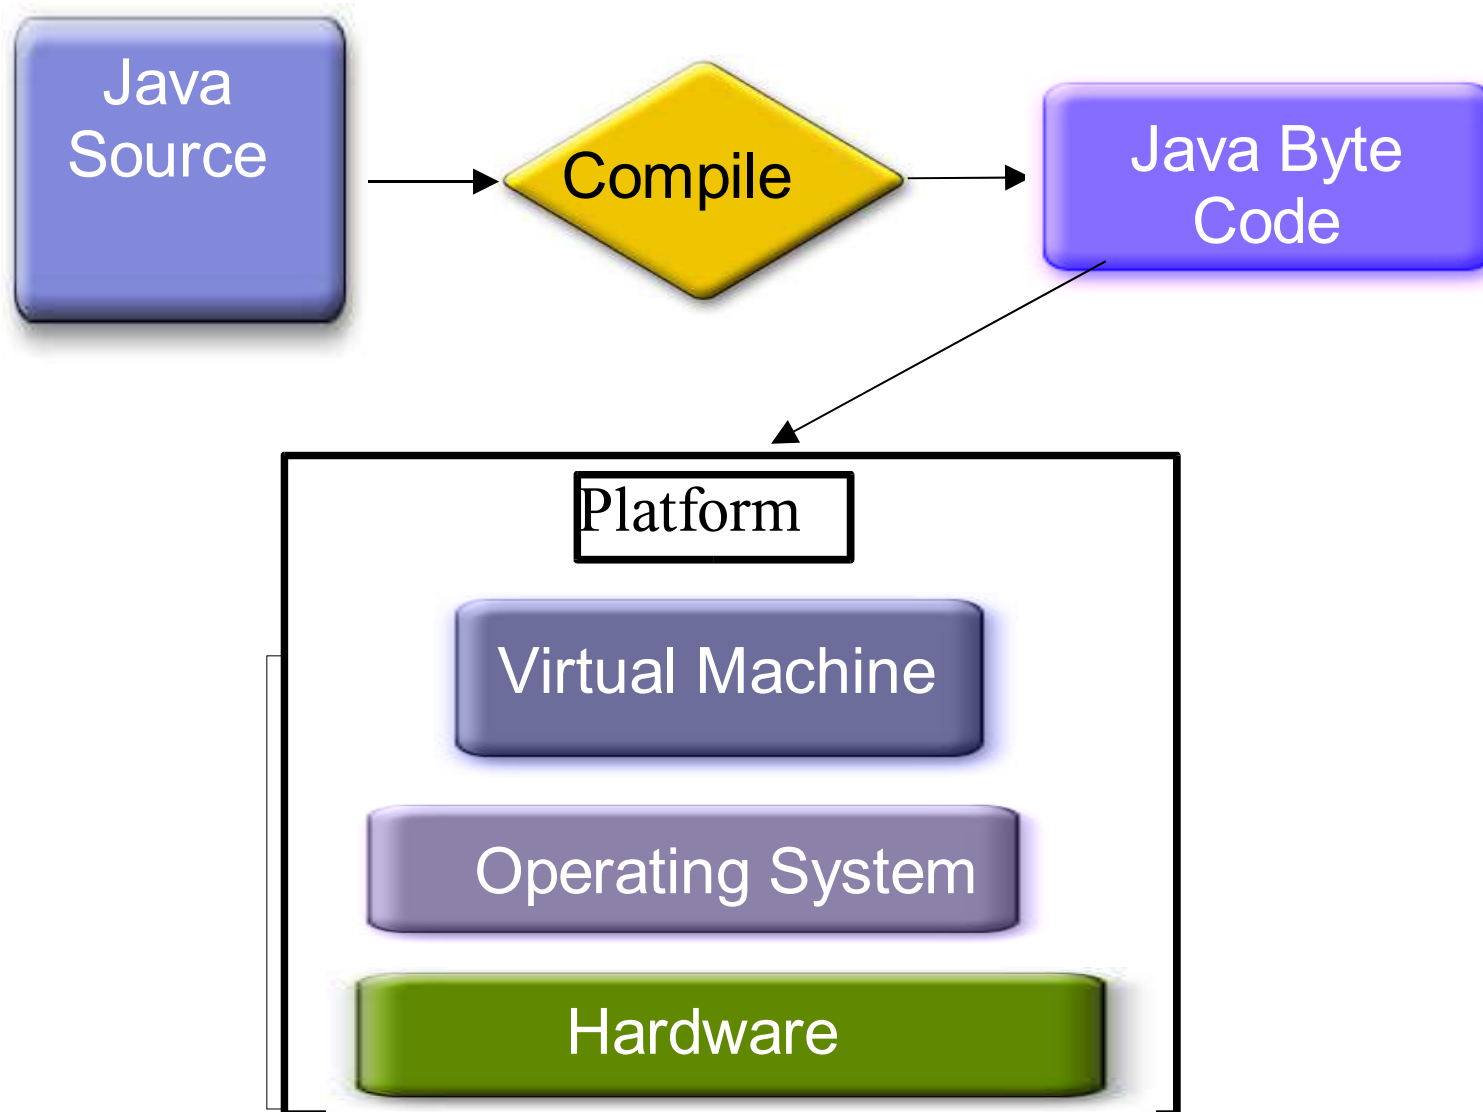 Java
Source
Compile
Java Byte
Code
Platform
Virtual Machine
Operating System
Hardware